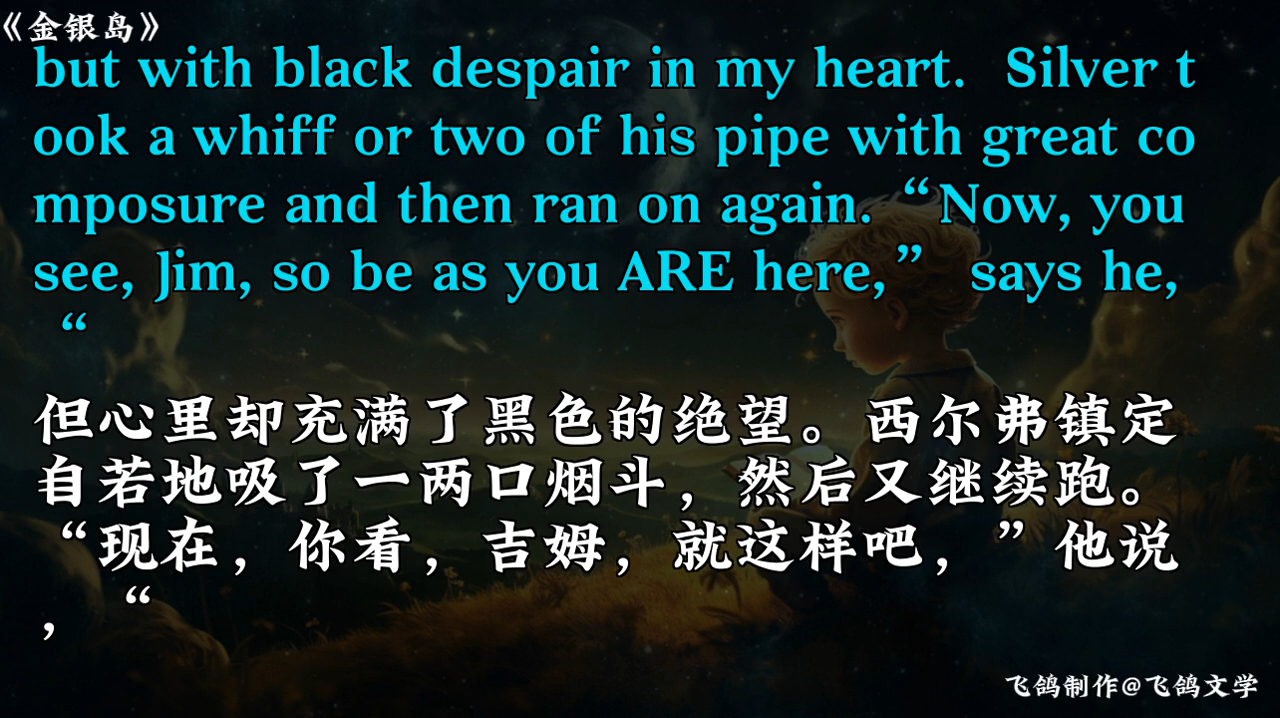 《金银岛》
but with black despair in my heart.  Silver t
ook a whiff or two of his pipe with great co
mposure and then ran on again. “Now, you
see, Jim, so be as you ARE here,”  says he,
“
但心里却充满了黑色的绝望。西尔弗镇定
自若地吸了一两口烟斗，然后又继续跑。
“现在，你看，吉姆，就这样吧，”他说
，“
飞鸽制作@飞鸽文学